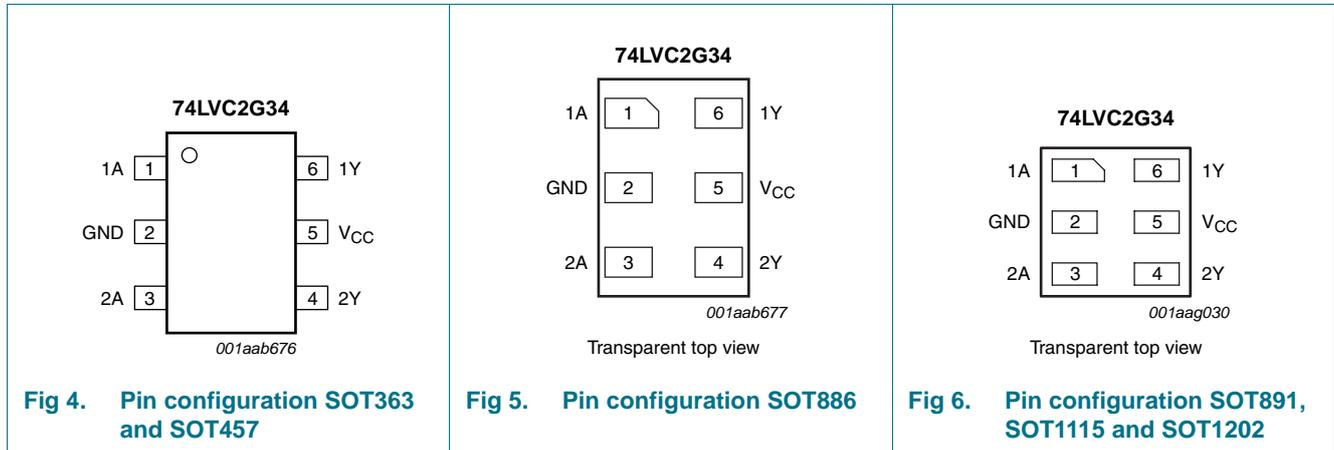 74LVC2G34
1A 1 6 1Y
GND 2 5 VCC
2A 3 4 2Y
001aab676
Fig 4. Pin configuration SOT363
and SOT457
74LVC2G34
1A 1 6 1Y
GND 2 5 VCC
2A 3 4 2Y
001aab677
Transparent top view
Fig 5. Pin configuration SOT886
74LVC2G34
1A 1 6 1Y
GND 2 5 VCC
2A 3 4 2Y
001aag030
Transparent top view
Fig 6. Pin configuration SOT891,
SOT1115 and SOT1202